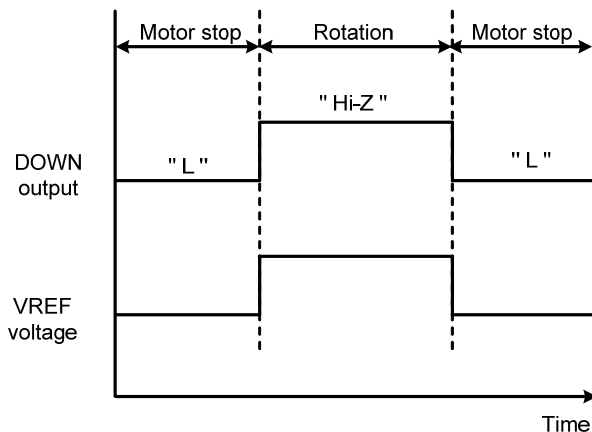 Motor stop
Rotation
Motor stop
" Hi-Z "
" L "
" L "
DOWN
output
VREF
voltage
Time